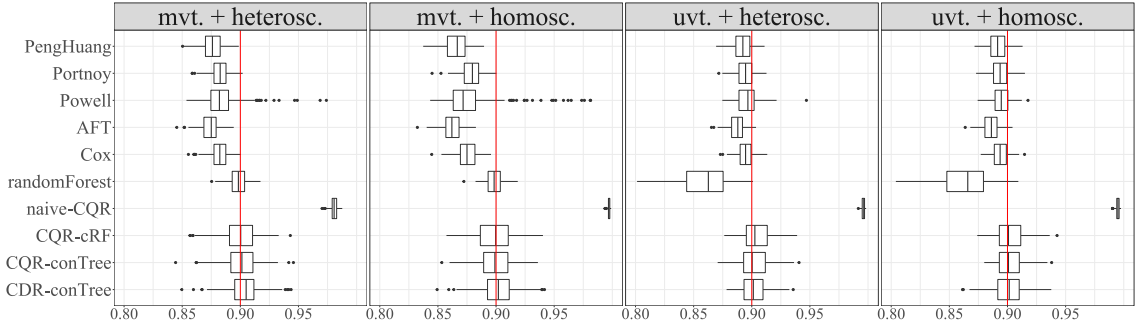 mvt. + heterosc. mvt. + homosc. uvt. + heterosc. uvt. + homosc.
PengHuang
Portnoy
Powell
AFT
Cox
randomForest
naive-CQR
CQR-cRF
CQR-conTree
CDR-conTree
0.80 0.85 0.90 0.95 0.80 0.85 0.90 0.95 0.80 0.85 0.90 0.95 0.80 0.85 0.90 0.95